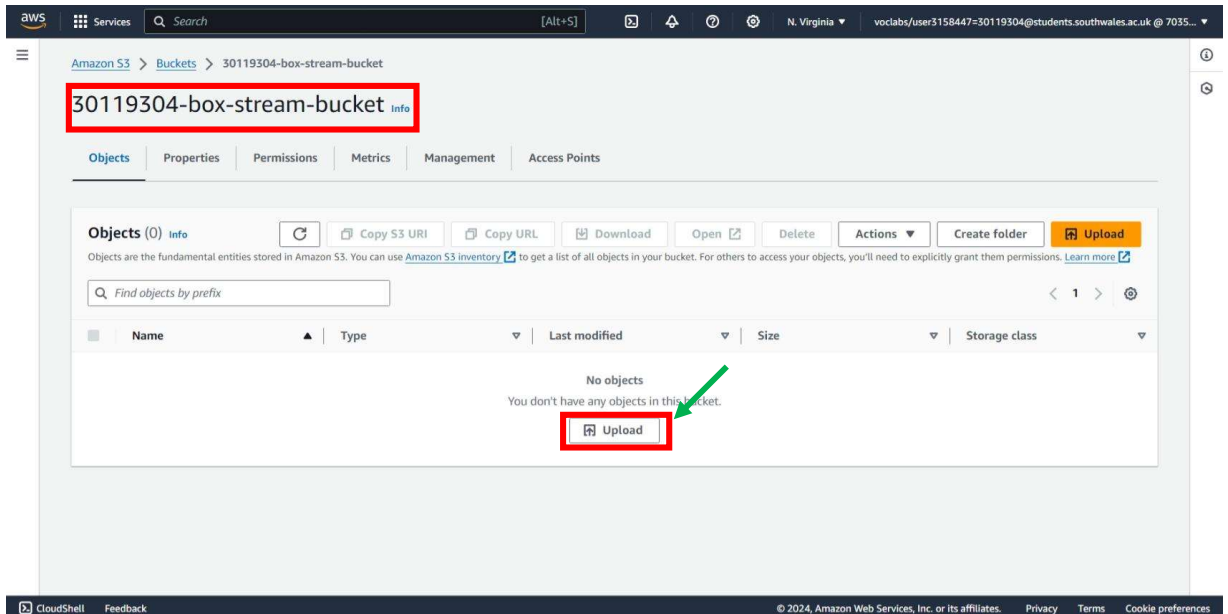 aws Services Search [Alt+S] N. Virginia voclabs/user3158447=30119304@students.southwales.ac.uk @ 7035...
Amazon S3 > Buckets > 30119304-box-stream-bucket
30119304-box-stream-bucket Info
Objects Properties Permissions Metrics Management Access Points
Objects (0) Info Copy S3 URI Copy URL Download Open Delete Actions Create folder Upload
Objects are the fundamental entities stored in Amazon S3. You can use Amazon S3 inventory to get a list of all objects in your bucket. For others to access your objects, you'll need to explicitly grant them permissions. Learn more
Find objects by prefix < 1 >
Name Type Last modified Size Storage class
No objects
You don't have any objects in this bucket.
Upload
CloudShell Feedback © 2024, Amazon Web Services, Inc. or its affiliates. Privacy Terms Cookie preferences